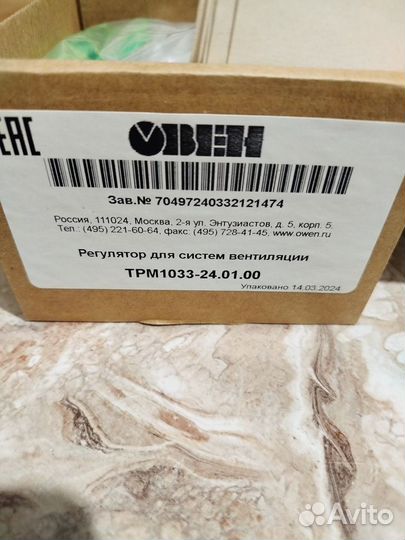 EAC
ОВЕН
Зав.№ 70497240332121474
Россия, 111024, Москва, 2-я ул. Энтузиастов, д. 5, корп. 5.
Тел.: (495) 221-60-64, факс: (495) 728-41-45, www.owen.ru
Регулятор для систем вентиляции
ТРМ1033-24.01.00
Упаковано 14.03.2024
Avito